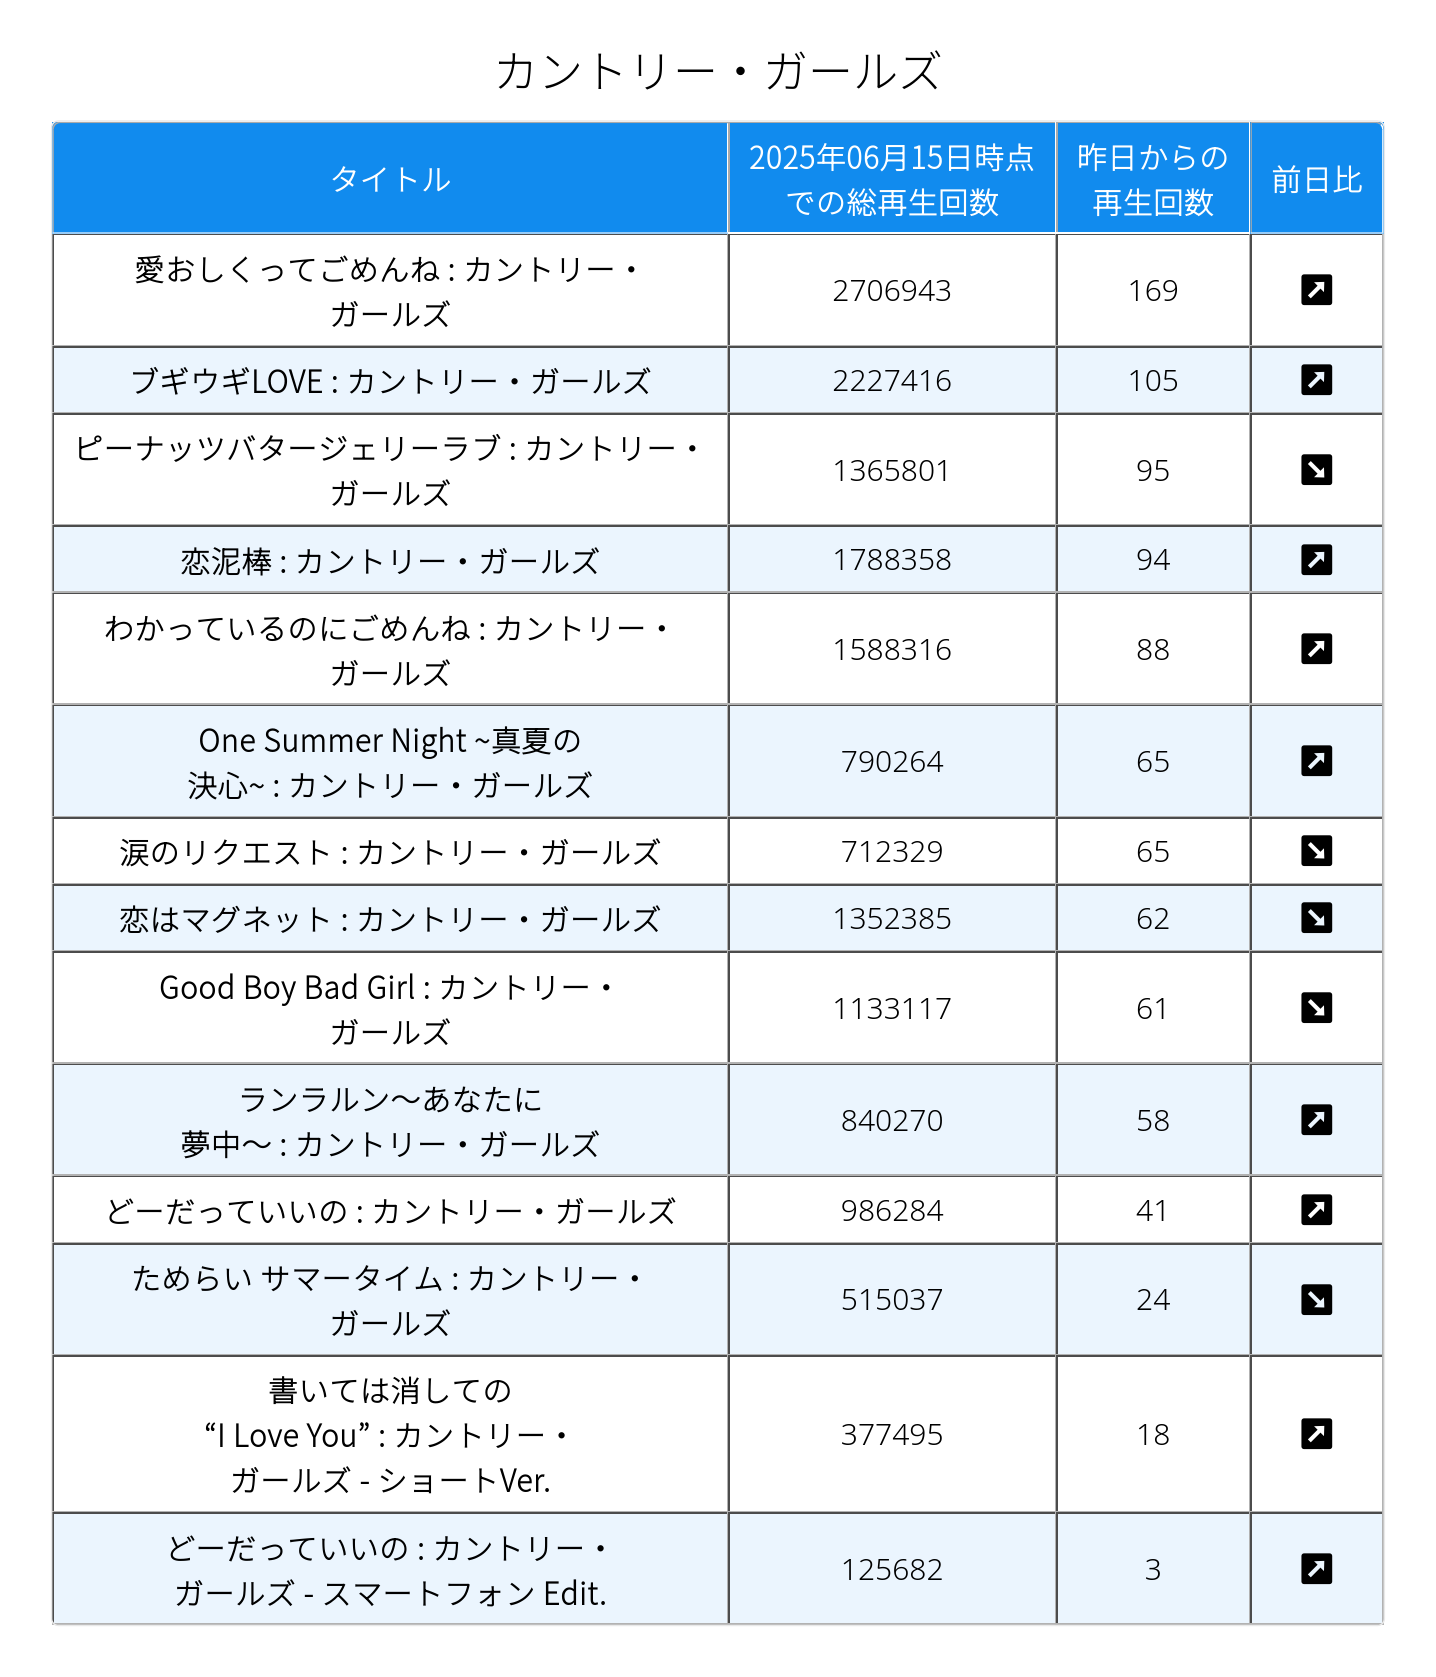 カントリー・ガールズ
タイトル
2025年06月15日時点
での総再生回数
昨日からの
再生回数
前日比
愛おしくってごめんね : カントリー・
ガールズ
2706943
169
ブギウギLOVE : カントリー・ガールズ
2227416
105
ピーナッツバタージェリーラブ : カントリー・
ガールズ
1365801
95
恋泥棒 : カントリー・ガールズ
1788358
94
わかっているのにごめんね : カントリー・
ガールズ
1588316
88
One Summer Night ~真夏の
決心~ : カントリー・ガールズ
790264
65
涙のリクエスト : カントリー・ガールズ
712329
65
恋はマグネット : カントリー・ガールズ
1352385
62
Good Boy Bad Girl : カントリー・
ガールズ
1133117
61
ランラルン〜あなたに
夢中〜 : カントリー・ガールズ
840270
58
どーだっていいの : カントリー・ガールズ
986284
41
ためらい サマータイム : カントリー・
ガールズ
515037
24
書いては消しての
“I Love You” : カントリー・
ガールズ - ショートVer.
377495
18
どーだっていいの : カントリー・
ガールズ - スマートフォン Edit.
125682
3